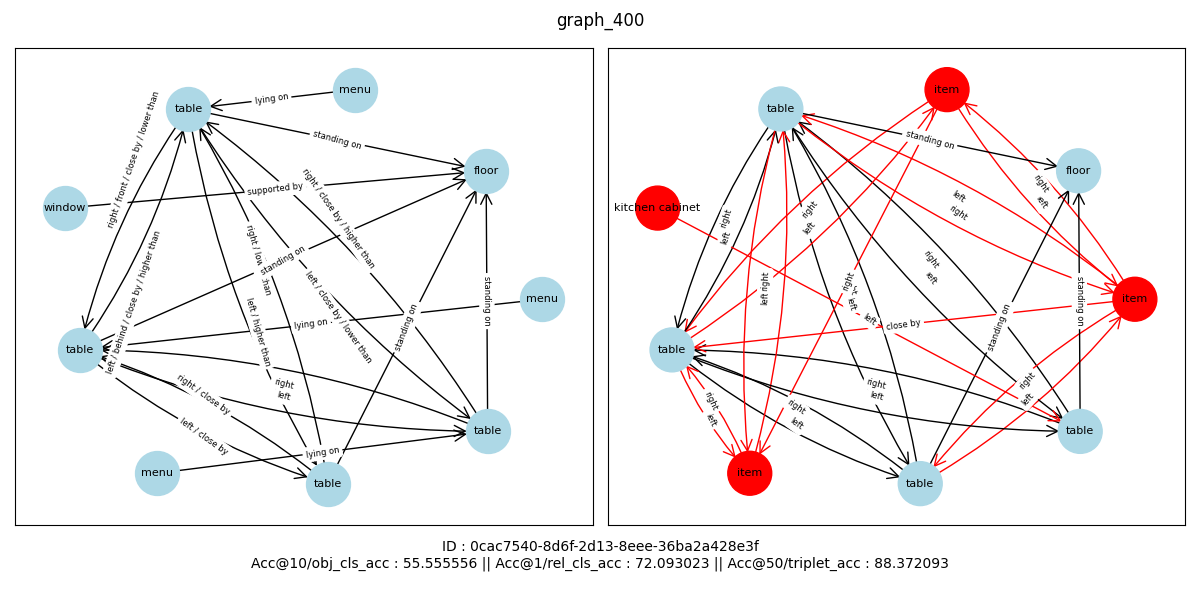 graph_400
menu
table
lying on
standing on
floor
window
supported by
right / front / close by / lower than
right / close by / higher than
standing on
left / behind / close by / higher than
left / higher than
left / close by / lower than
standing on
standing on
menu
lying on
table
right
left
right / close by
left / close by
table
lying on
menu
table
item
table
standing on
floor
right
left
left
right
kitchen cabinet
right
left
right
left
right
left
left
right
right
left
left
item
close by
standing on
standing on
table
right
left
right
left
right
left
right
left
table
item
table
ID : 0cac7540-8d6f-2d13-8eee-36ba2a428e3f
Acc@10/obj_cls_acc : 55.555556 || Acc@1/rel_cls_acc : 72.093023 || Acc@50/triplet_acc : 88.372093